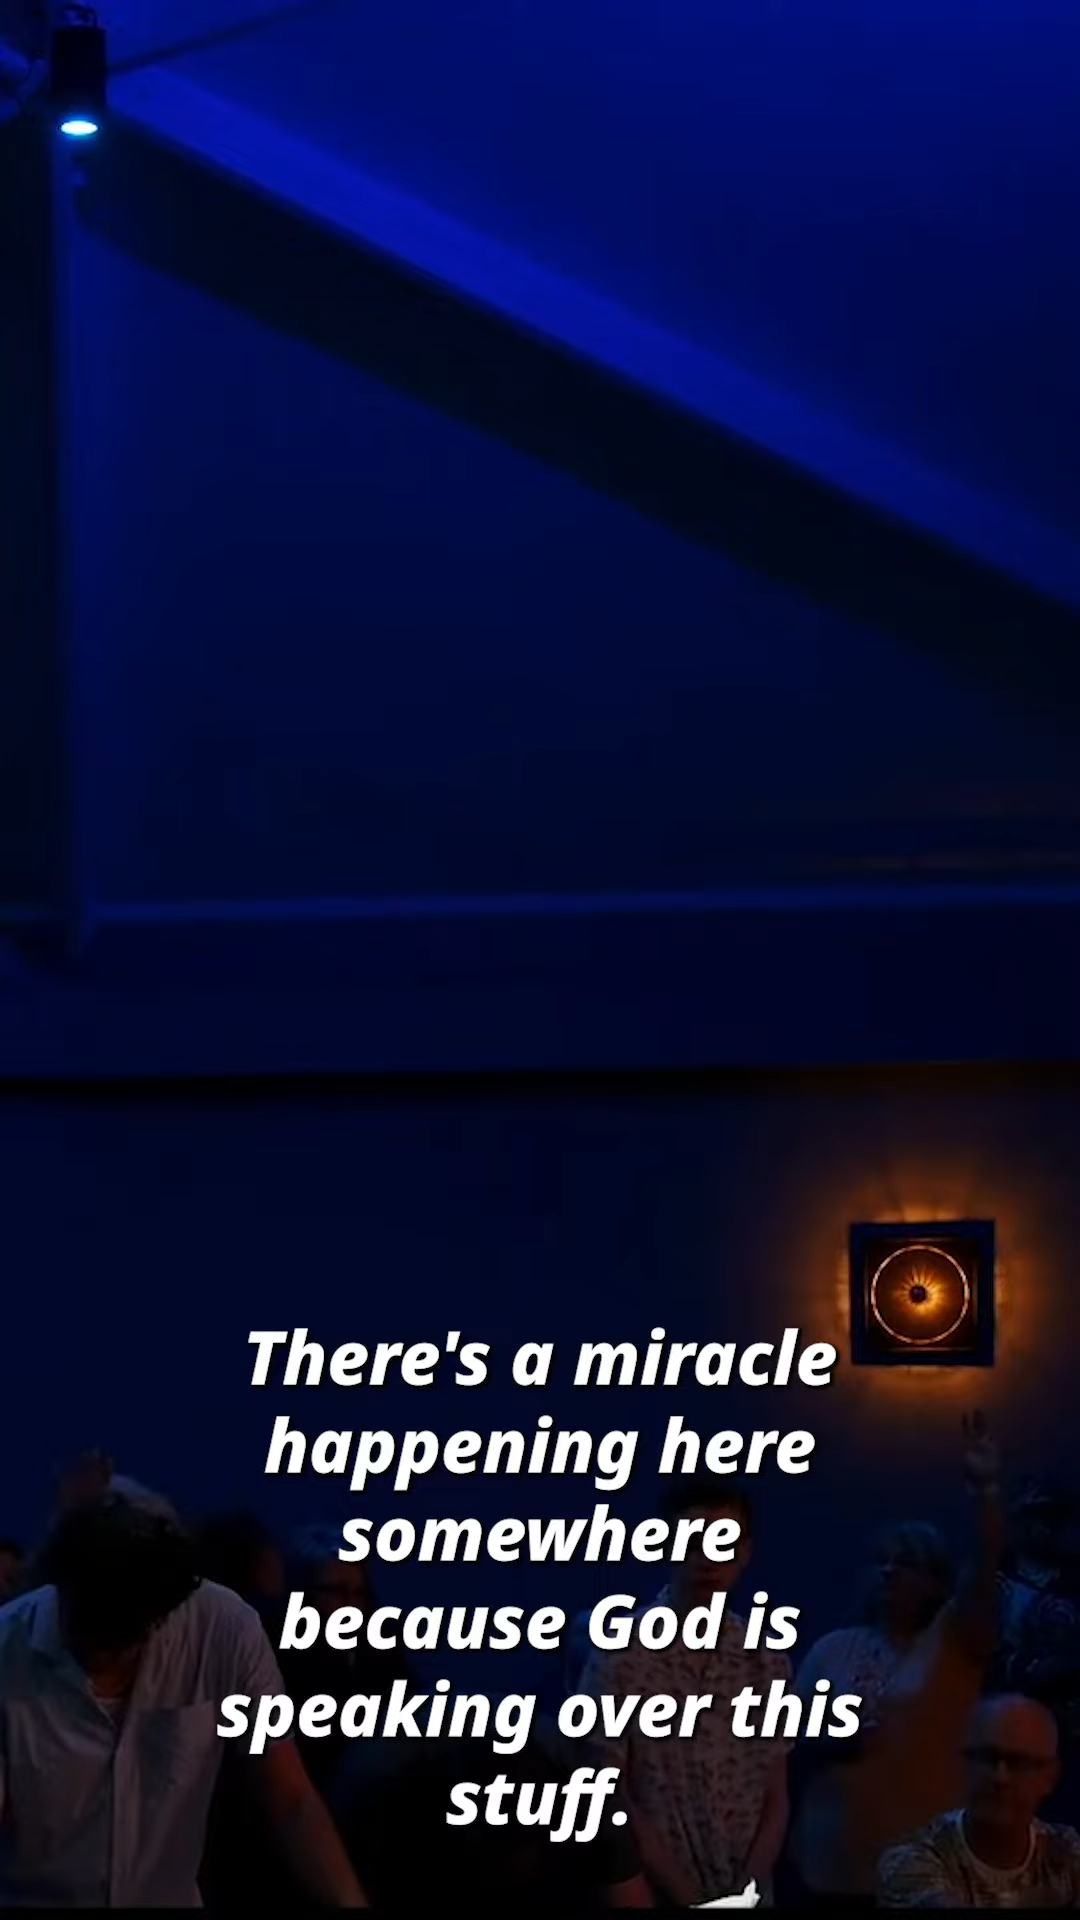 There's a miracle
happening here
somewhere
because God is
speaking over this
stuff.